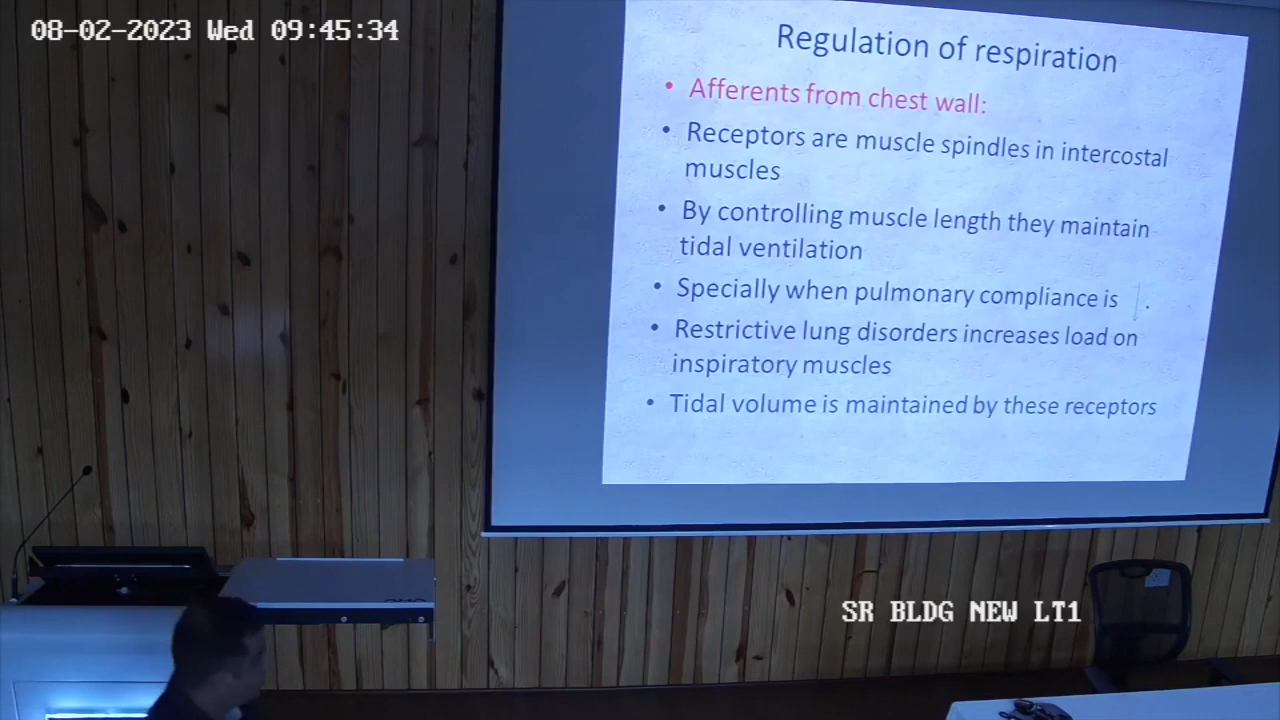 08-02-2023 Wed 09:45:34
Regulation of respiration
• Afferents from chest wall:
• Receptors are muscle spindles in intercostal
muscles
• By controlling muscle length they maintain
tidal ventilation
• Specially when pulmonary compliance is ↓.
• Restrictive lung disorders increases load on
inspiratory muscles
• Tidal volume is maintained by these receptors
SR BLDG NEW LT1